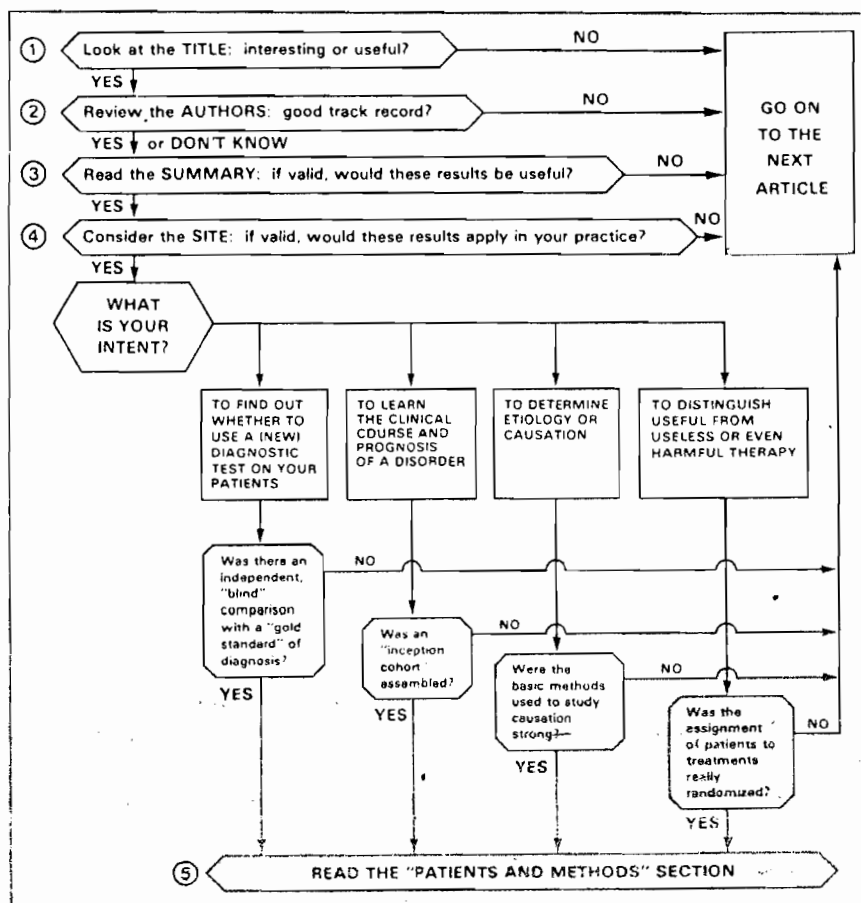 ① Look at the TITLE: interesting or useful?
NO
YES
② Review the AUTHORS: good track record?
NO
YES or DON'T KNOW
③ Read the SUMMARY: if valid, would these results be useful?
NO
YES
④ Consider the SITE: if valid, would these results apply in your practice?
NO
YES
GO ON
TO THE
NEXT
ARTICLE
WHAT
IS YOUR
INTENT?
TO FIND OUT
WHETHER TO
USE A (NEW)
DIAGNOSTIC
TEST ON YOUR
PATIENTS
TO LEARN
THE CLINICAL
COURSE AND
PROGNOSIS
OF A DISORDER
TO DETERMINE
ETIOLOGY OR
CAUSATION
TO DISTINGUISH
USEFUL FROM
USELESS OR EVEN
HARMFUL THERAPY
Was there an
independent,
"blind"
comparison
with a "gold
standard" of
diagnosis?
NO
YES
Was an
"inception
cohort"
assembled?
NO
YES
Were the
basic methods
used to study
causation
strong?
NO
YES
Was the
assignment
of patients to
treatments
really
randomized?
NO
YES
⑤ READ THE "PATIENTS AND METHODS" SECTION